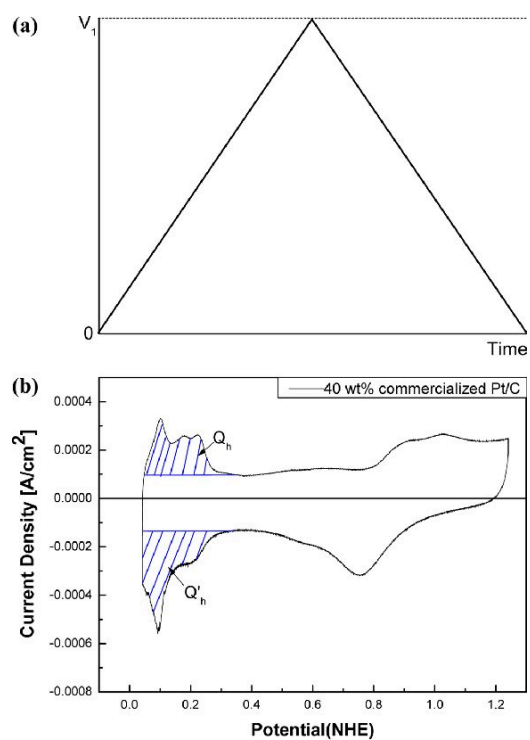 (a)
V₁
0
Time
(b)
40 wt% commercialized Pt/C
0.0004
0.0002
0.0000
-0.0002
-0.0004
-0.0006
-0.0008
Current Density [A/cm²]
Qₕ
Q'ₕ
0.0 0.2 0.4 0.6 0.8 1.0 1.2
Potential(NHE)